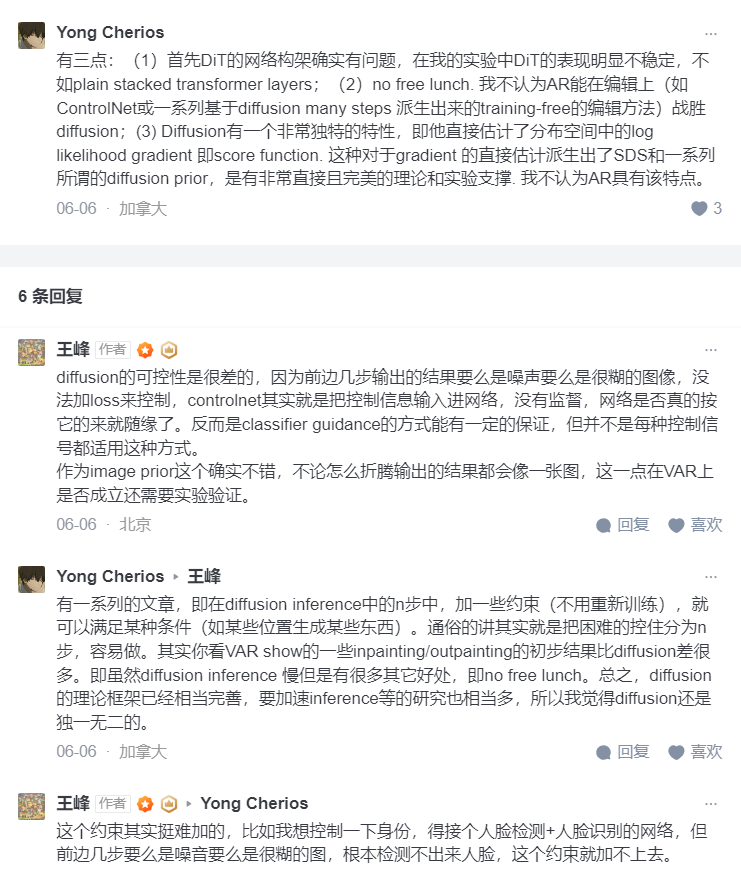 Yong Cherios
有三点：（1）首先DiT的网络构架确实有问题，在我的实验中DiT的表现明显不稳定，不
如plain stacked transformer layers；（2）no free lunch. 我不认为AR能在编辑上（如
ControlNet或一系列基于diffusion many steps 派生出来的training-free的编辑方法）战胜
diffusion；(3) Diffusion有一个非常独特的特性，即他直接估计了分布空间中的log
likelihood gradient 即score function. 这种对于gradient 的直接估计派生出了SDS和一系列
所谓的diffusion prior，是有非常直接且完美的理论和实验支撑. 我不认为AR具有该特点。
06-06 · 加拿大
3
6 条回复
王峰 作者
diffusion的可控性是很差的，因为前边几步输出的结果要么是噪声要么是很糊的图像，没
法加loss来控制，controlnet其实就是把控制信息输入进网络，没有监督，网络是否真的按
它的来就随缘了。反而是classifier guidance的方式能有一定的保证，但并不是每种控制信
号都适用这种方式。
作为image prior这个确实不错，不论怎么折腾输出的结果都会像一张图，这一点在VAR上
是否成立还需要实验验证。
06-06 · 北京
回复 喜欢
Yong Cherios 王峰
有一系列的文章，即在diffusion inference中的n步中，加一些约束（不用重新训练），就
可以满足某种条件（如某些位置生成某些东西）。通俗的讲其实就是把困难的控住分为n
步，容易做。其实你看VAR show的一些inpainting/outpainting的初步结果比diffusion差很
多。即虽然diffusion inference 慢但是有很多其它好处，即no free lunch。总之，diffusion
的理论框架已经相当完善，要加速inference等的研究也相当多，所以我觉得diffusion还是
独一无二的。
06-06 · 加拿大
回复 喜欢
王峰 作者 Yong Cherios
这个约束其实挺难加的，比如我想控制一下身份，得接个人脸检测+人脸识别的网络，但
前边几步要么是噪音要么是很糊的图，根本检测不出来人脸，这个约束就加不上去。